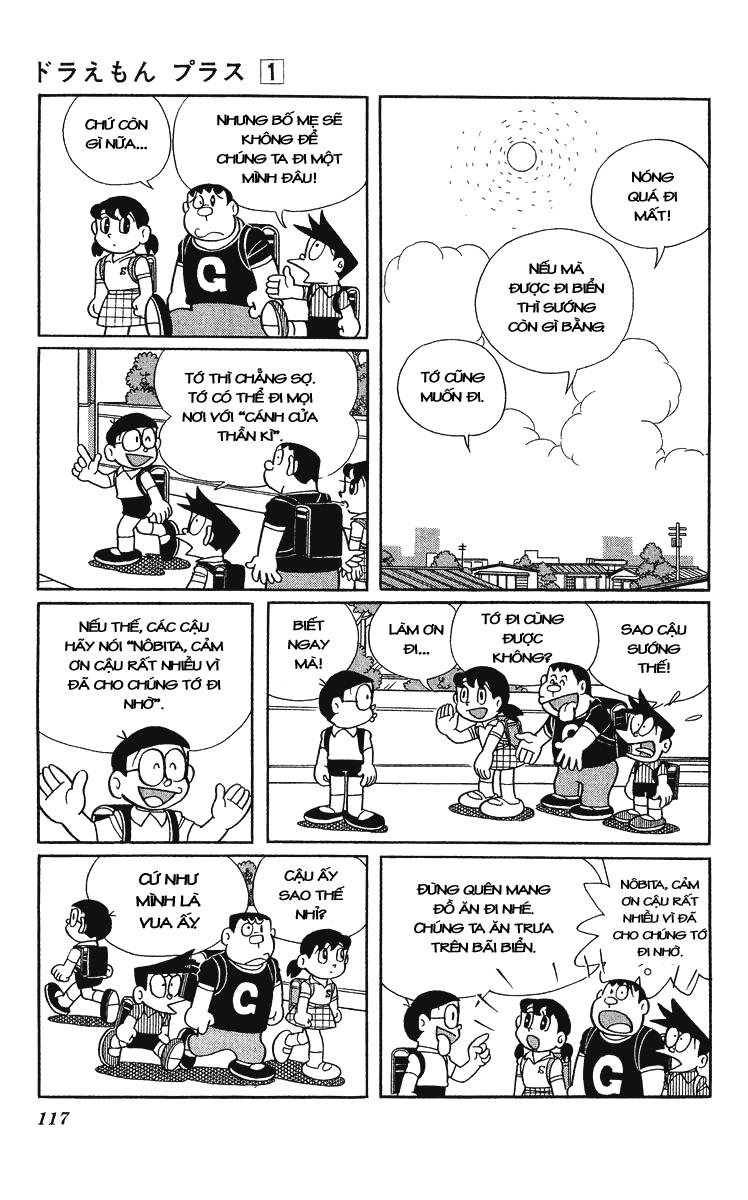 ドラえもん プラス 1
NÓNG
QUÁ ĐI
MẤT!
NẾU MÀ
ĐƯỢC ĐI BIỂN
THÌ SƯỚNG
CÒN GÌ BẰNG.
TỚ CŨNG
MUỐN ĐI.
NHƯNG BỐ MẸ SẼ
KHÔNG ĐỂ
CHÚNG TA ĐI MỘT
MÌNH ĐÂU!
CHỨ CÒN
GÌ NỮA...
G
S
TỚ THÌ CHẲNG SỢ.
TỚ CÓ THỂ ĐI MỌI
NƠI VỚI “CÁNH CỬA
THẦN KÌ”.
SAO CẬU
SƯỚNG
THẾ!
TỚ ĐI CÙNG
ĐƯỢC
KHÔNG?
LÀM ƠN
ĐI...
BIẾT
NGAY
MÀ!
NẾU THẾ, CÁC CẬU
HÃY NÓI “NÔBITA, CẢM
ƠN CẬU RẤT NHIỀU VÌ
ĐÃ CHO CHÚNG TỚ ĐI
NHỜ”.
NÔBITA, CẢM
ƠN CẬU RẤT
NHIỀU VÌ ĐÃ
CHO CHÚNG TỚ
ĐI NHỜ.
ĐỪNG QUÊN MANG
ĐỒ ĂN ĐI NHÉ.
CHÚNG TA ĂN TRƯA
TRÊN BÃI BIỂN.
S
G
CẬU ẤY
SAO THẾ
NHỈ?
CỨ NHƯ
MÌNH LÀ
VUA ẤY.
G
S
117